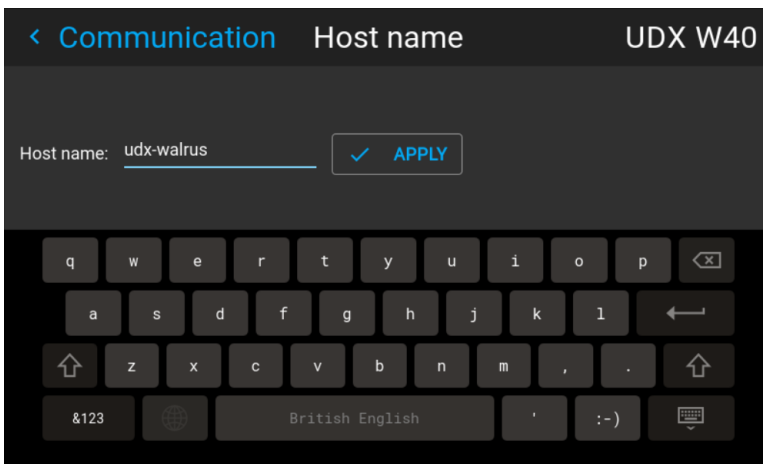 < Communication Host name UDX W40
Host name: udx-walrus ✓ APPLY
q w e r t y u i o p
a s d f g h j k l
z x c v b n m , .
&123 British English ' :-)